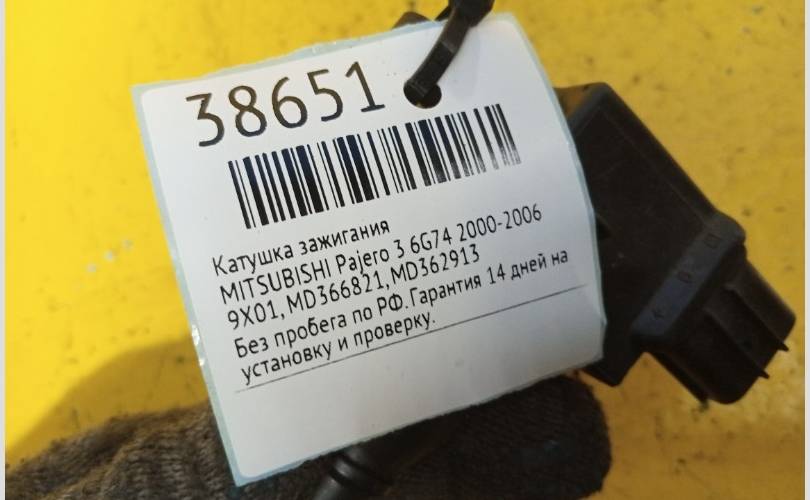 38651
Катушка зажигания
MITSUBISHI Pajero 3 6G74 2000-2006
9X01, MD366821, MD362913
Без пробега по РФ. Гарантия 14 дней на
установку и проверку.